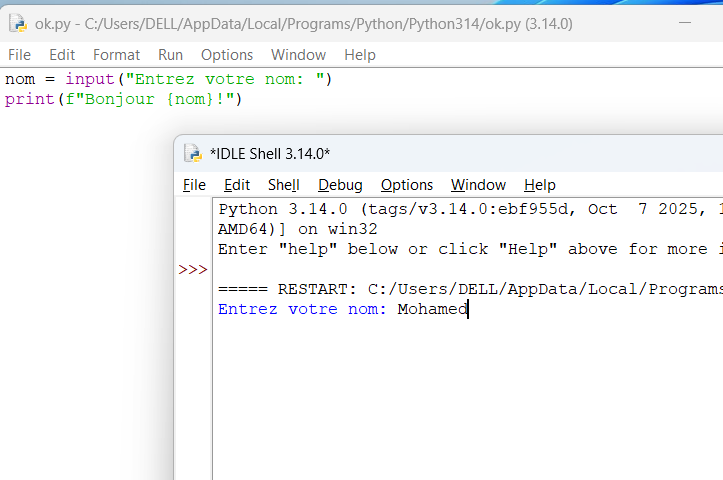 ok.py - C:/Users/DELL/AppData/Local/Programs/Python/Python314/ok.py (3.14.0)
File Edit Format Run Options Window Help
nom = input("Entrez votre nom: ")
print(f"Bonjour {nom}!")
*IDLE Shell 3.14.0*
File Edit Shell Debug Options Window Help
Python 3.14.0 (tags/v3.14.0:ebf955d, Oct  7 2025, 1
AMD64)] on win32
Enter "help" below or click "Help" above for more i
>>>
===== RESTART: C:/Users/DELL/AppData/Local/Programs
Entrez votre nom: Mohamed